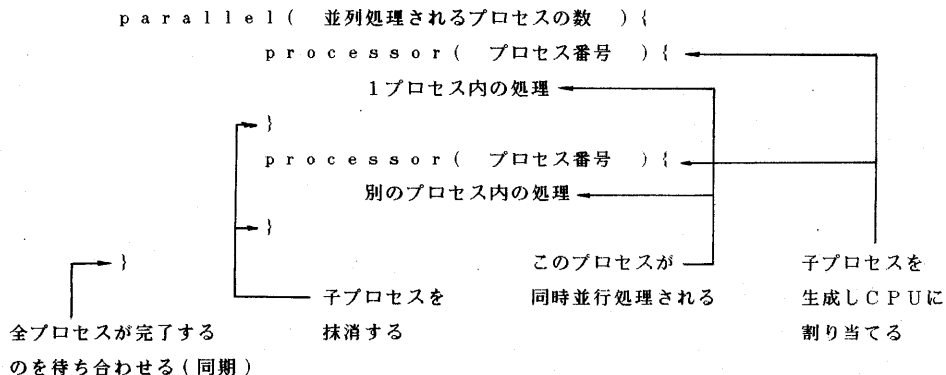 ｐａｒａｌｌｅｌ（　並列処理されるプロセスの数　）｛
ｐｒｏｃｅｓｓｏｒ（　プロセス番号　）｛
１プロセス内の処理
｝
ｐｒｏｃｅｓｓｏｒ（　プロセス番号　）｛
別のプロセス内の処理
｝
｝
このプロセスが
同時並行処理される
子プロセスを
生成しＣＰＵに
割り当てる
子プロセスを
抹消する
全プロセスが完了する
のを待ち合わせる（同期）